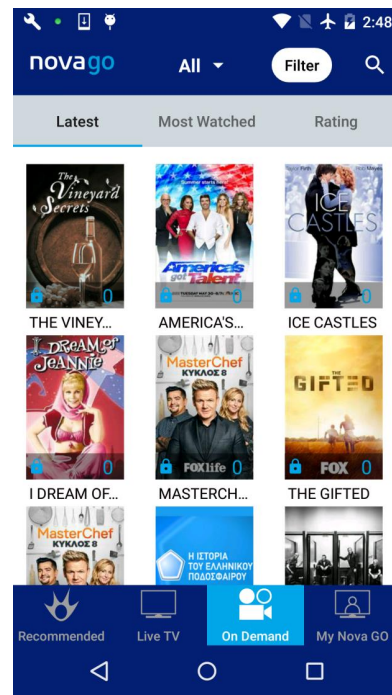 2:48
novago
All
Filter
Latest
Most Watched
Rating
The
Vineyard
Secrets
0
America's
got Talent
0
ICE
CASTLES
0
THE VINEY...
AMERICA'S...
ICE CASTLES
I DREAM OF
JEANNIE
0
MasterChef
ΚΥΚΛΟΣ 8
FOXlife
0
THE
GIFTED
FOX
0
I DREAM OF...
MASTERCH...
THE GIFTED
MasterChef
ΚΥΚΛΟΣ 8
Η ΙΣΤΟΡΙΑ
ΤΟΥ ΕΛΛΗΝΙΚΟΥ
ΠΟΔΟΣΦΑΙΡΟΥ
Recommended
Live TV
On Demand
My Nova GO